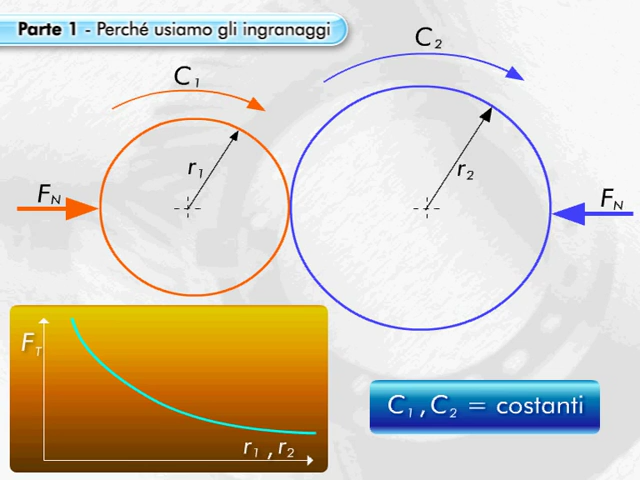 Parte 1 - Perché usiamo gli ingranaggi
C1
C2
r1
r2
FN
FN
FT
r1 , r2
C1 , C2 = costanti